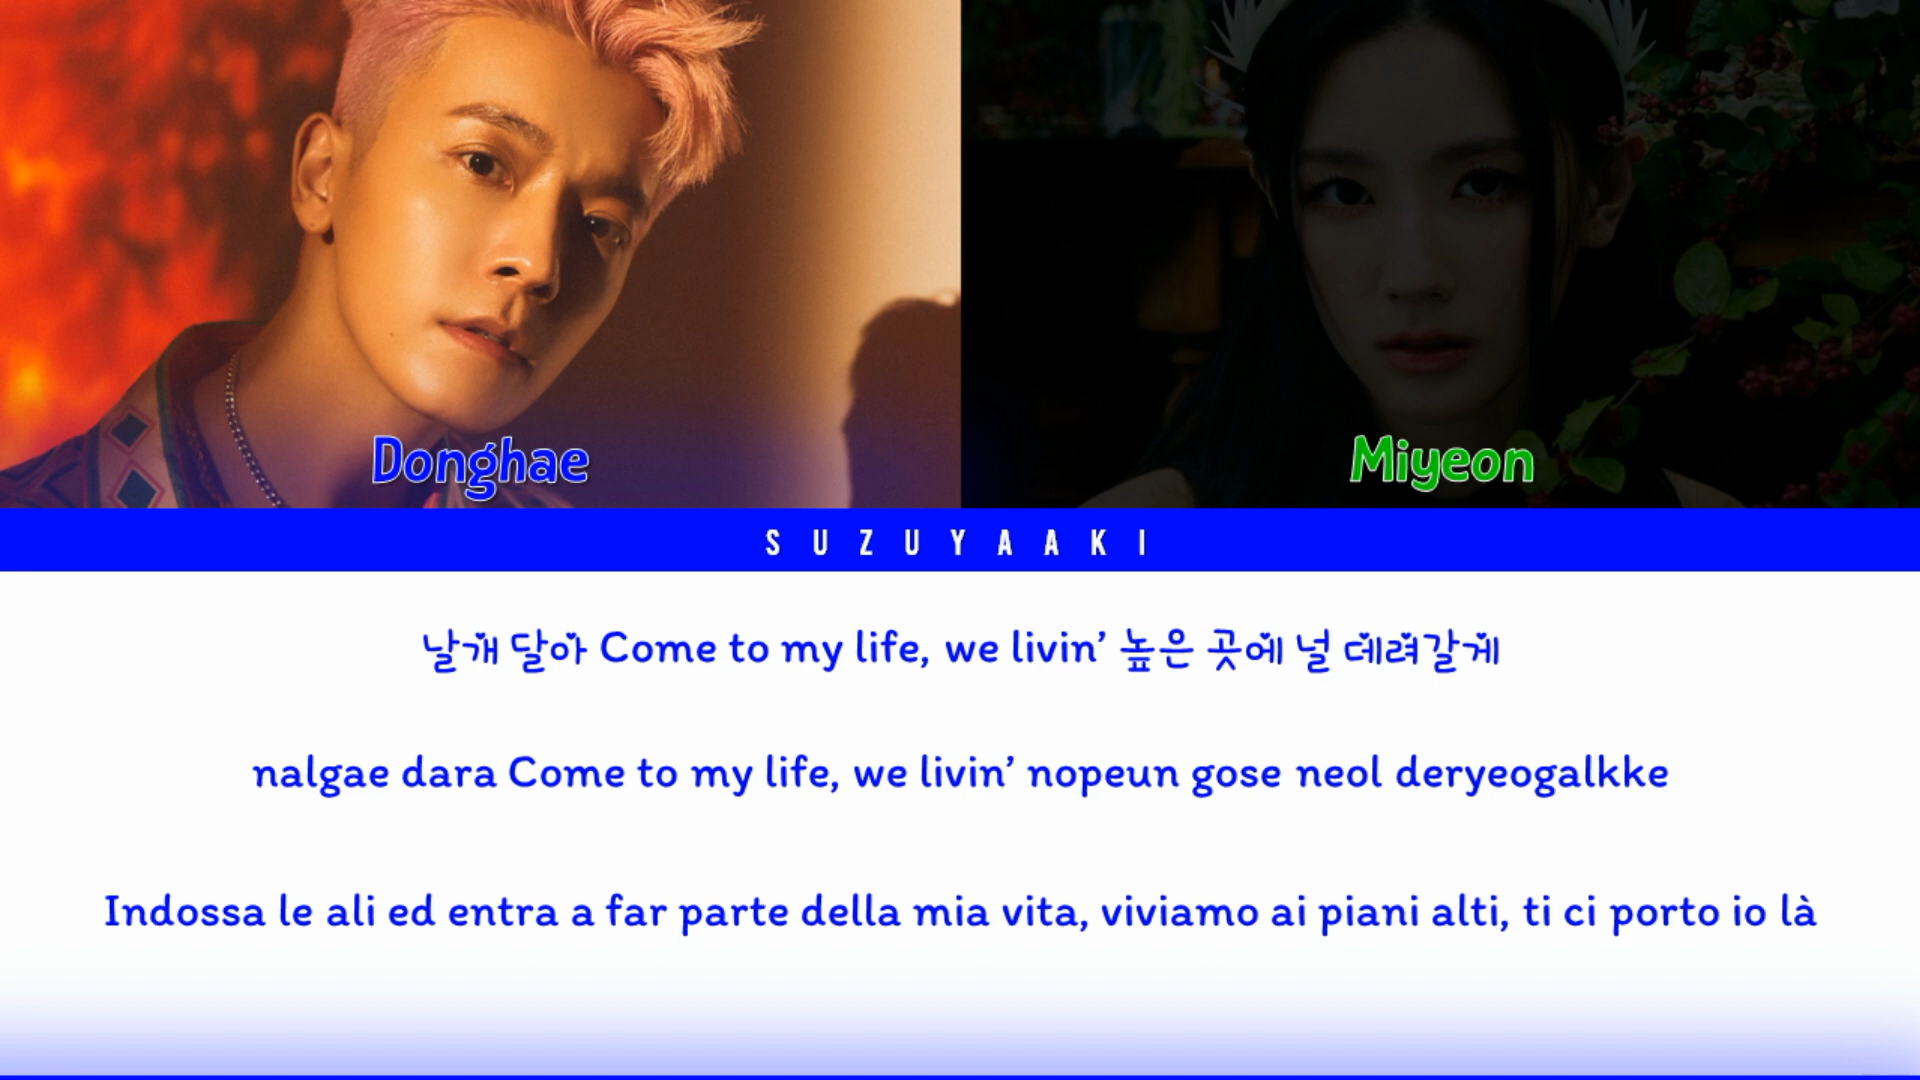 Donghae
Miyeon
SUZUYAAKI
날개 달아 Come to my life, we livin’ 높은 곳에 널 데려갈게
nalgae dara Come to my life, we livin’ nopeun gose neol deryeogalkke
Indossa le ali ed entra a far parte della mia vita, viviamo ai piani alti, ti ci porto io là